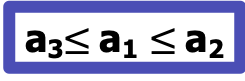 a₃≤ a₁ ≤ a₂